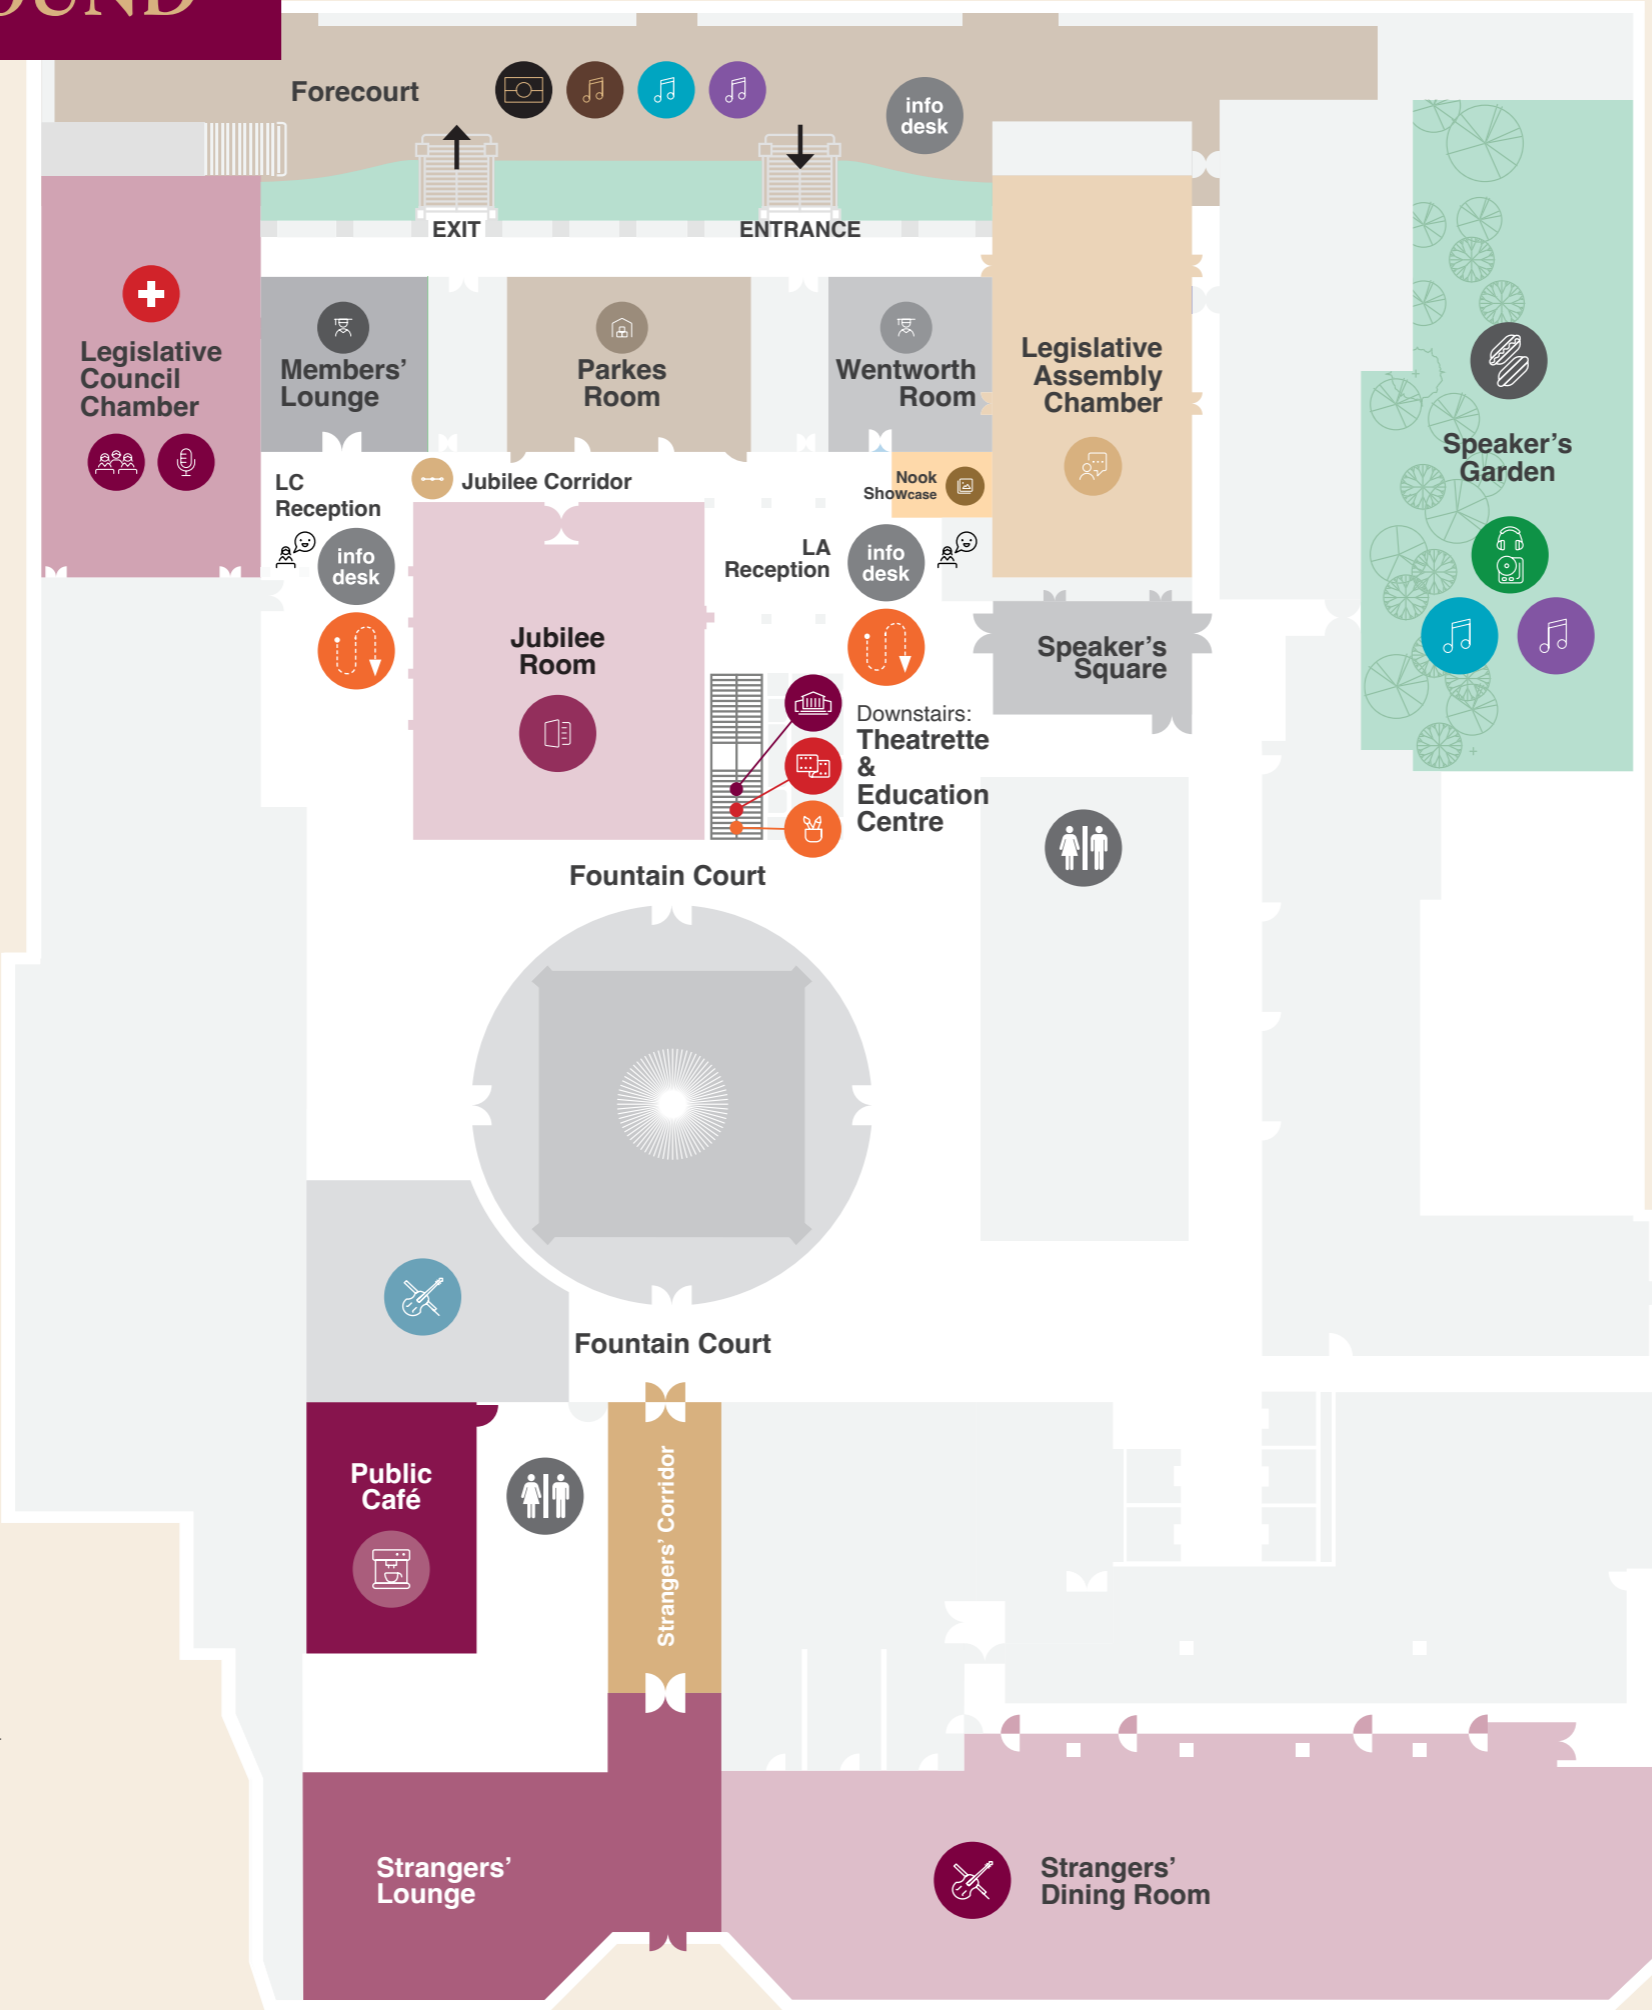 OUND
Forecourt
info
desk
EXIT
ENTRANCE
Legislative
Council
Chamber
Members’
Lounge
Parkes
Room
Wentworth
Room
Legislative
Assembly
Chamber
Speaker’s
Garden
LC
Reception
Jubilee Corridor
Nook
Showcase
info
desk
LA
Reception
info
desk
Jubilee
Room
Speaker’s
Square
Downstairs:
Theatrette
&
Education
Centre
Fountain Court
Fountain Court
Public
Café
Strangers’ Corridor
Strangers’
Lounge
Strangers’
Dining Room